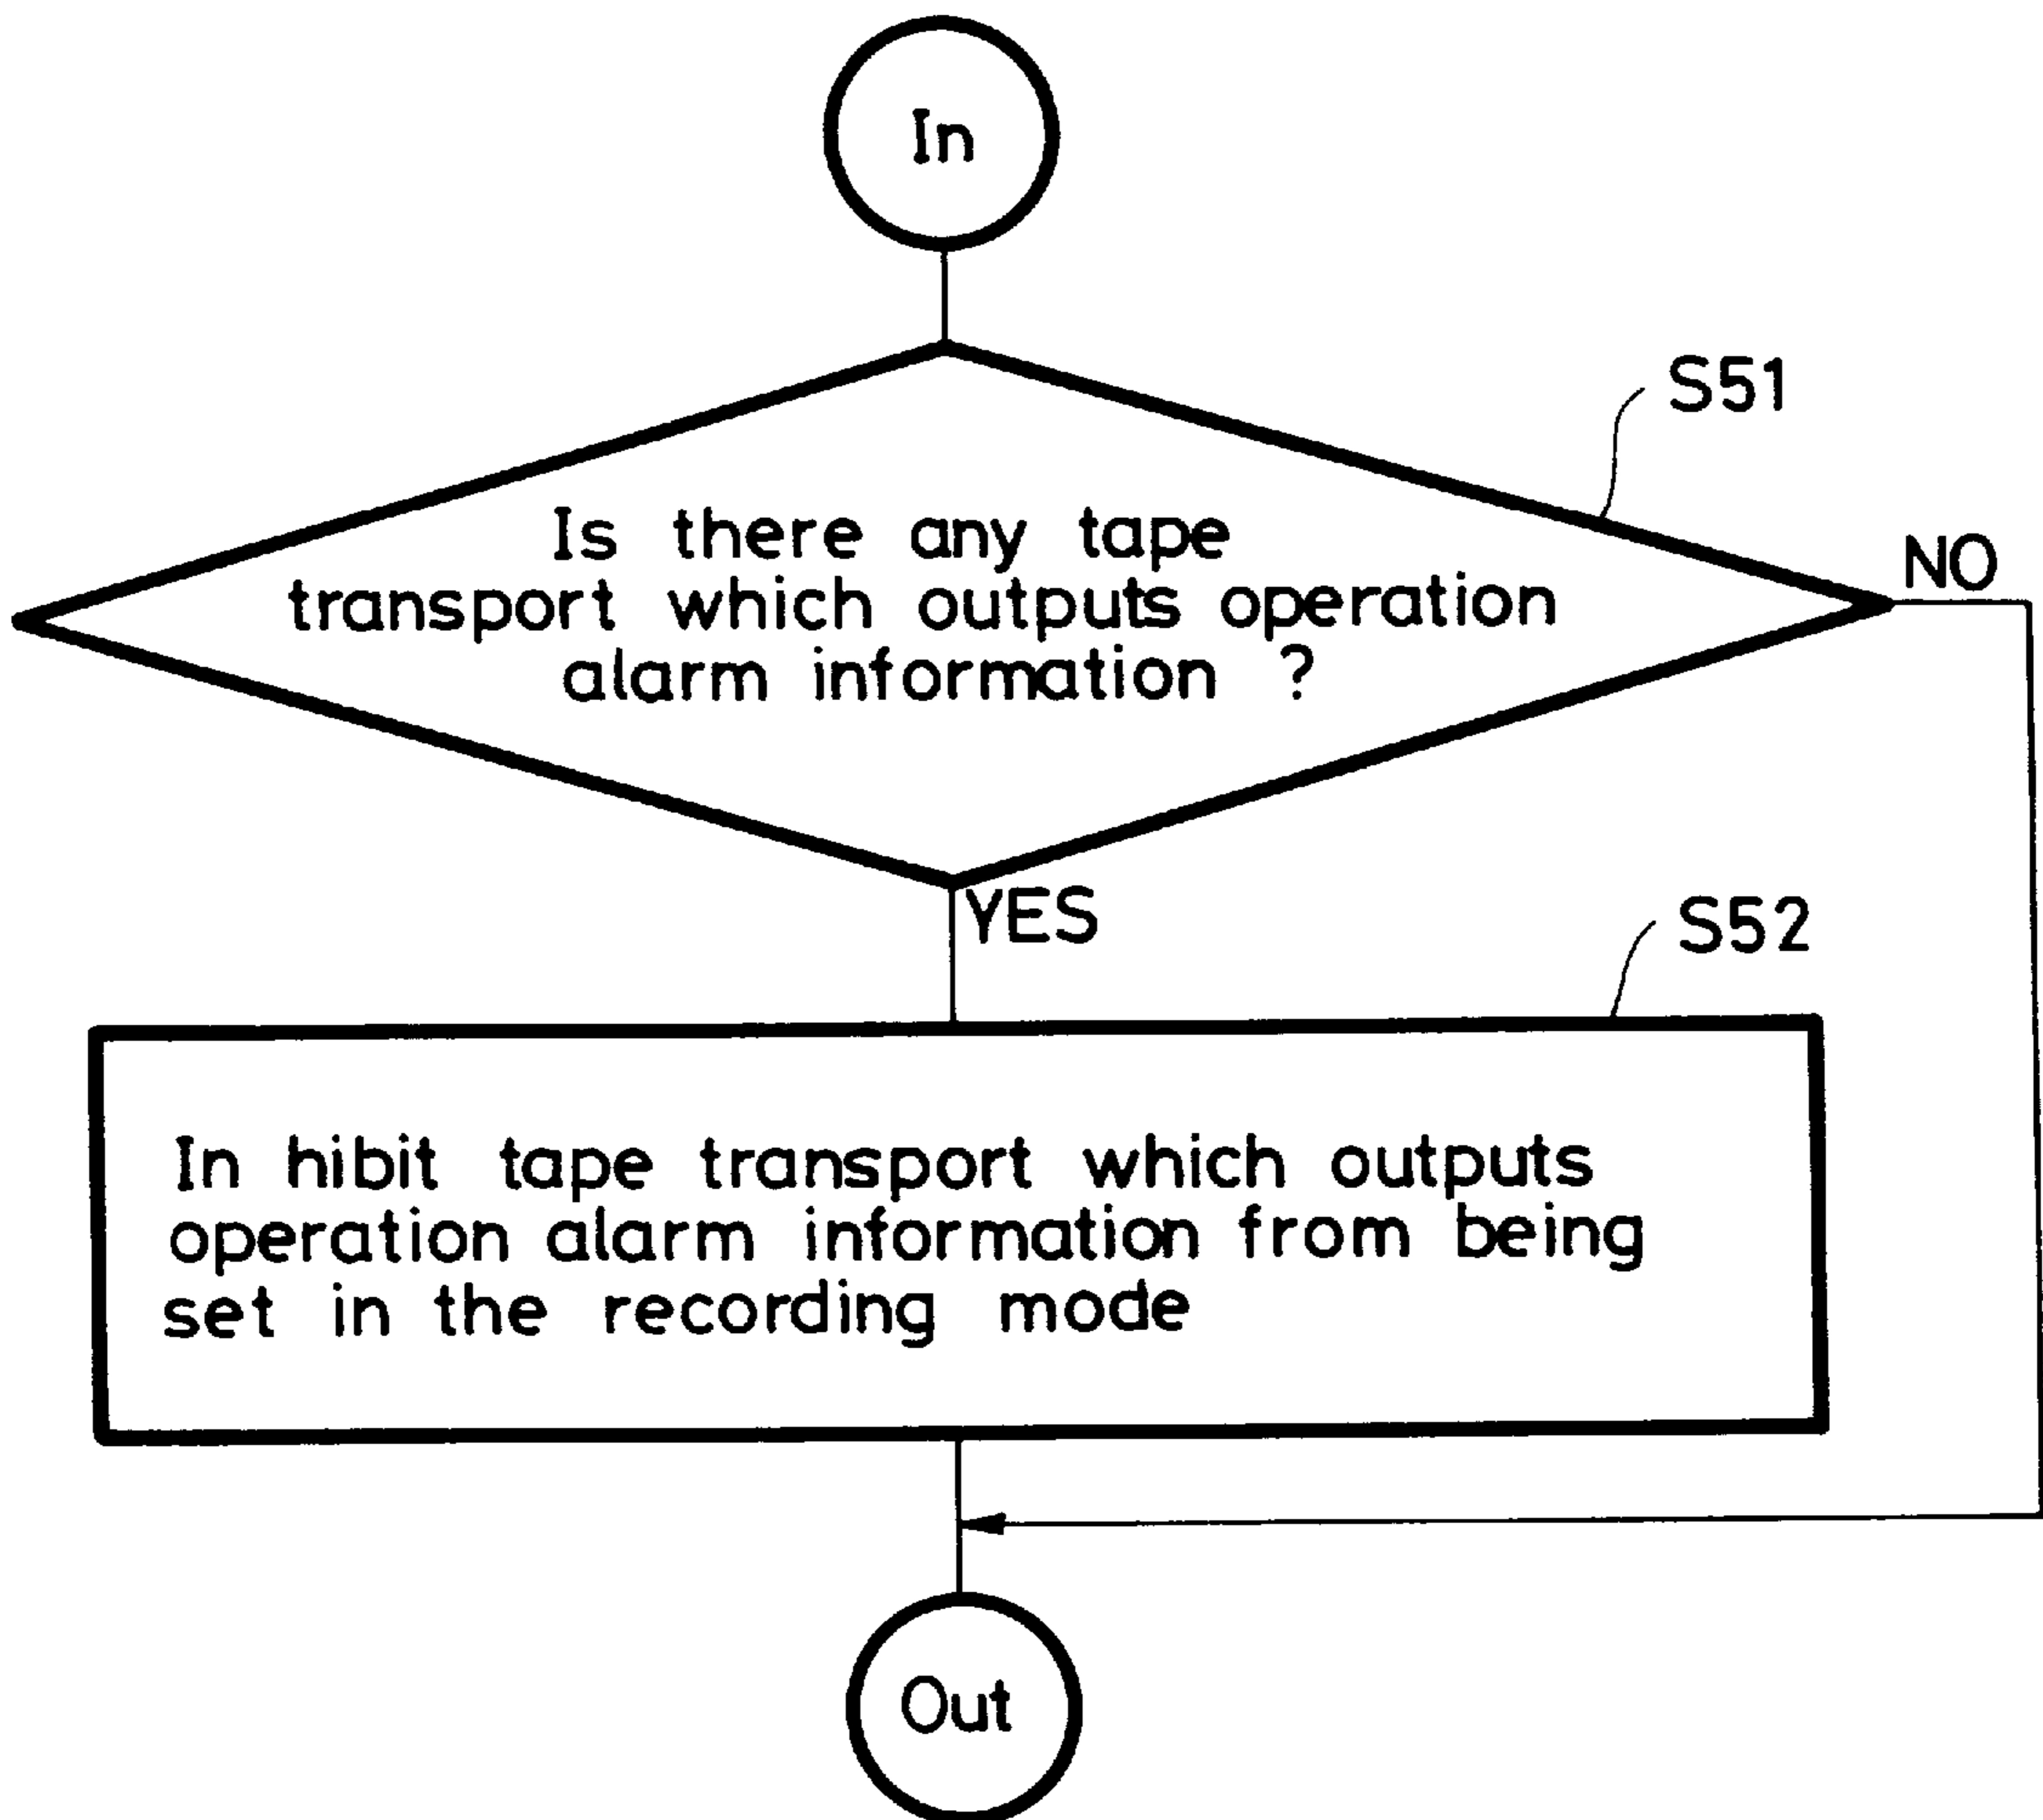 In
S51
Is there any tape
transport which outputs operation
alarm information ?
NO
YES
S52
In hibit tape transport which outputs
operation alarm information from being
set in the recording mode
Out